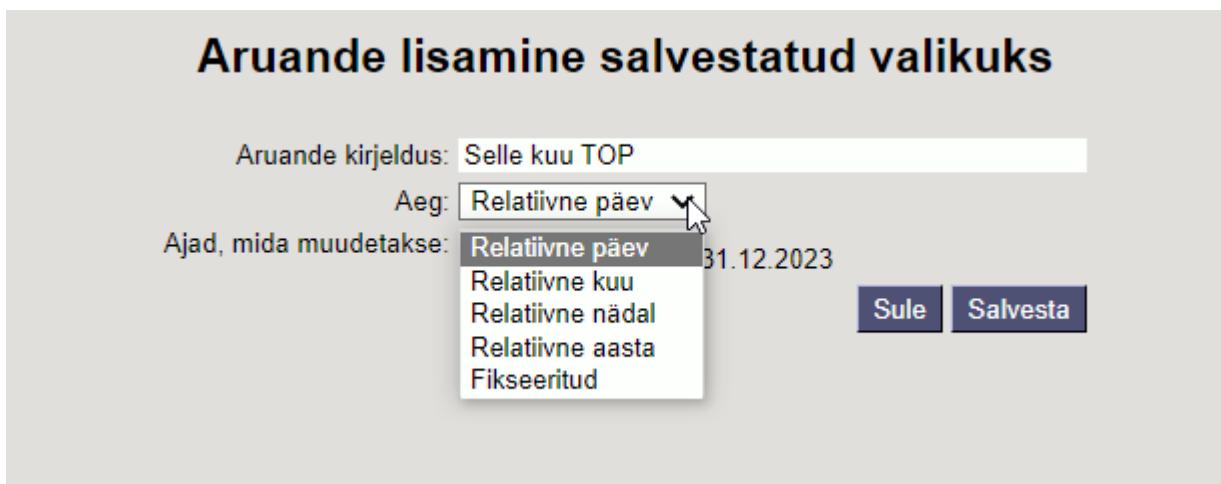 Aruande lisamine salvestatud valikuks
Aruande kirjeldus: Selle kuu TOP
Aeg: Relatiivne päev
Ajad, mida muudetakse: 31.12.2023
Relatiivne päev
Relatiivne kuu
Relatiivne nädal
Relatiivne aasta
Fikseeritud
Sule Salvesta